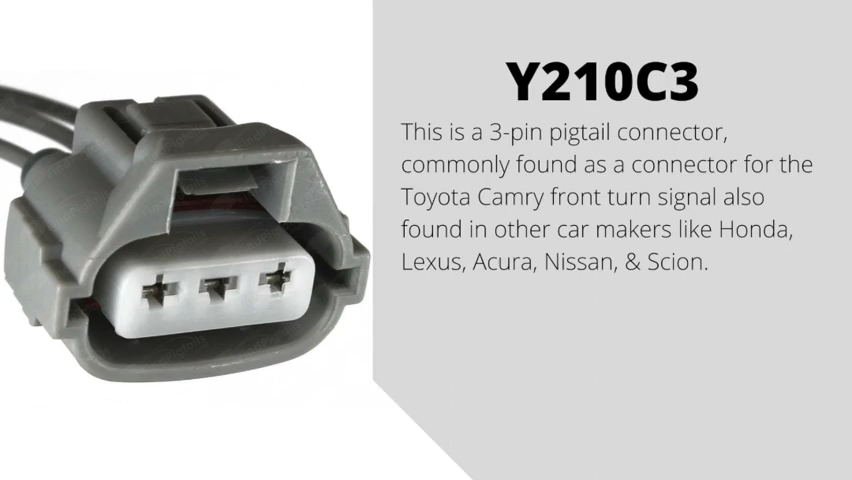 Y210C3
This is a 3-pin pigtail connector,
commonly found as a connector for the
Toyota Camry front turn signal also
found in other car makers like Honda,
Lexus, Acura, Nissan, & Scion.